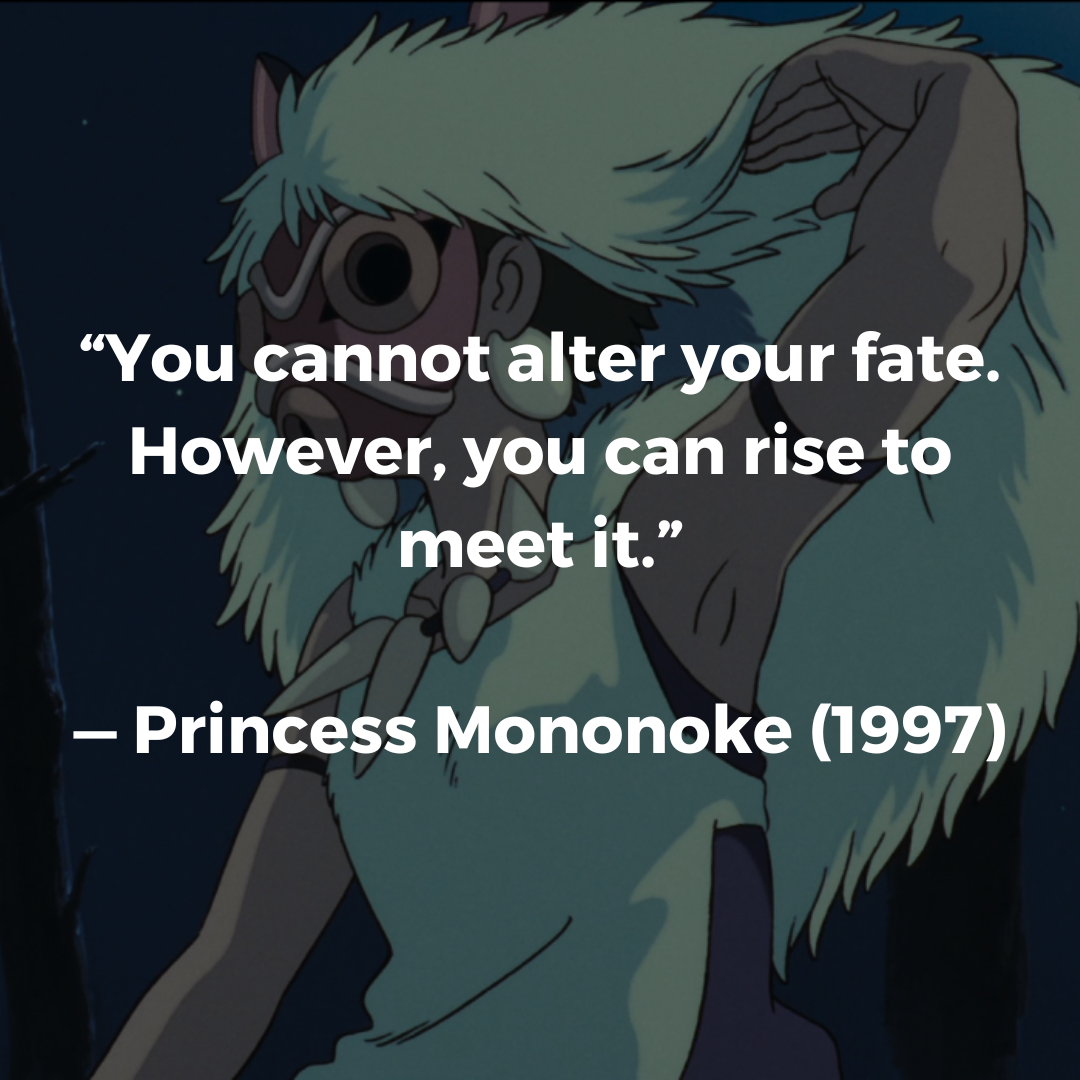 “You cannot alter your fate.
However, you can rise to
meet it.”
— Princess Mononoke (1997)